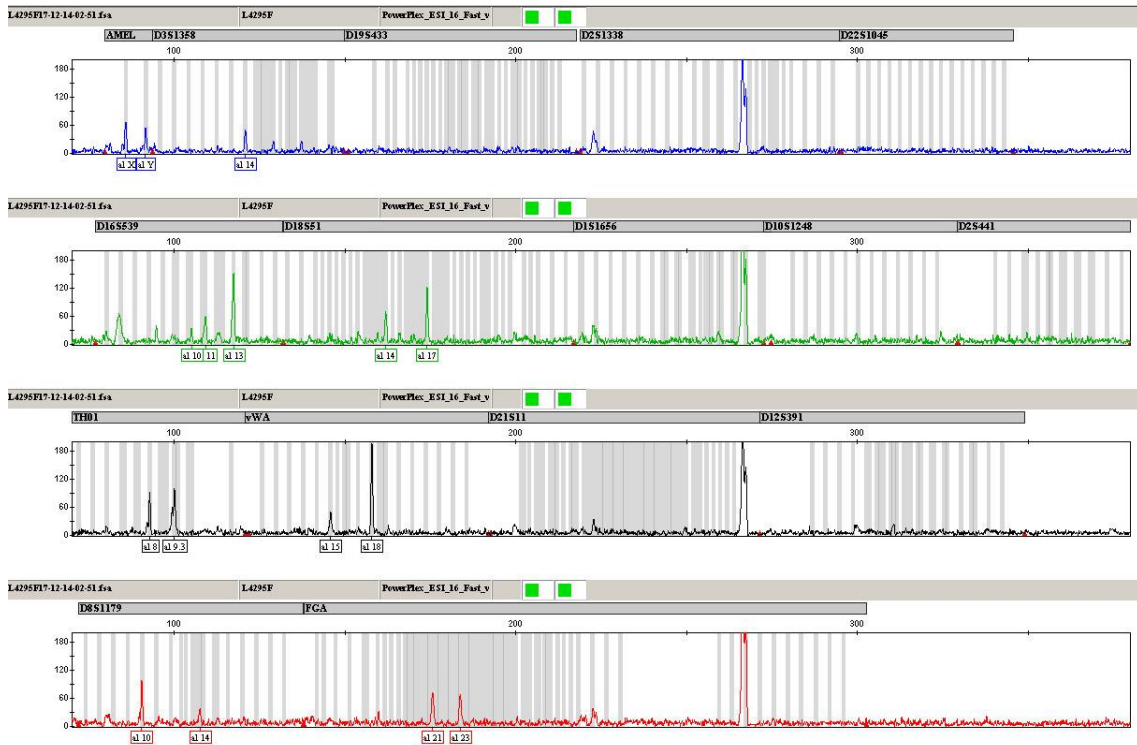 L4295F17-12-14-02-51.fsa L4295F PowerPlex_ESI_16_Fast_v
AMEL D3S1358 D19S433 D2S1338 D22S1045
100 200 300
180
120
60
0
al X al Y al 14
L4295F17-12-14-02-51.fsa L4295F PowerPlex_ESI_16_Fast_v
D16S539 D18S51 D1S1656 D10S1248 D2S441
100 200 300
180
120
60
0
al 10 11 al 13 al 14 al 17
L4295F17-12-14-02-51.fsa L4295F PowerPlex_ESI_16_Fast_v
TH01 vWA D21S11 D12S391
100 200 300
180
120
60
0
al 8 al 9.3 al 15 al 18
L4295F17-12-14-02-51.fsa L4295F PowerPlex_ESI_16_Fast_v
D8S1179 FGA
100 200 300
180
120
60
0
al 10 al 14 al 21 al 23